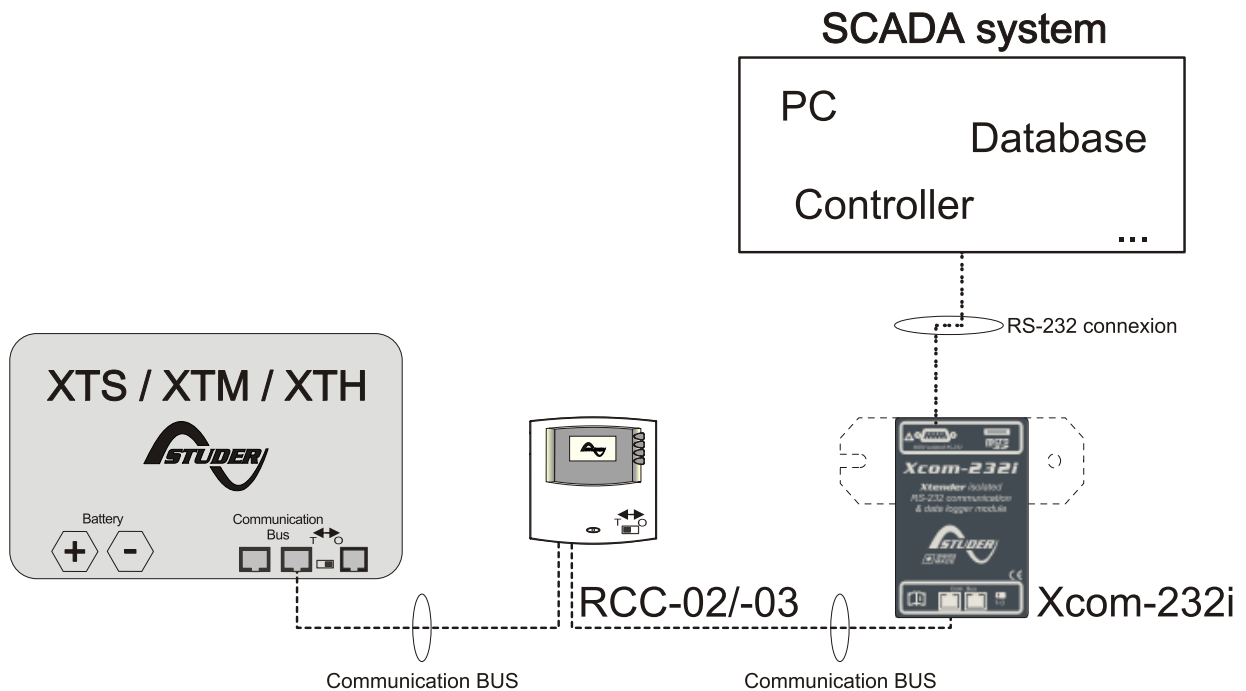 SCADA system
PC
Database
Controller
...
RS-232 connexion
XTS / XTM / XTH
STUDER
Battery
+
-
Communication
Bus
T O
T O
Xcom-232i
Xtender isolated
RS-232 communication
& data logger module
STUDER
RCC-02/-03
Xcom-232i
Communication BUS
Communication BUS